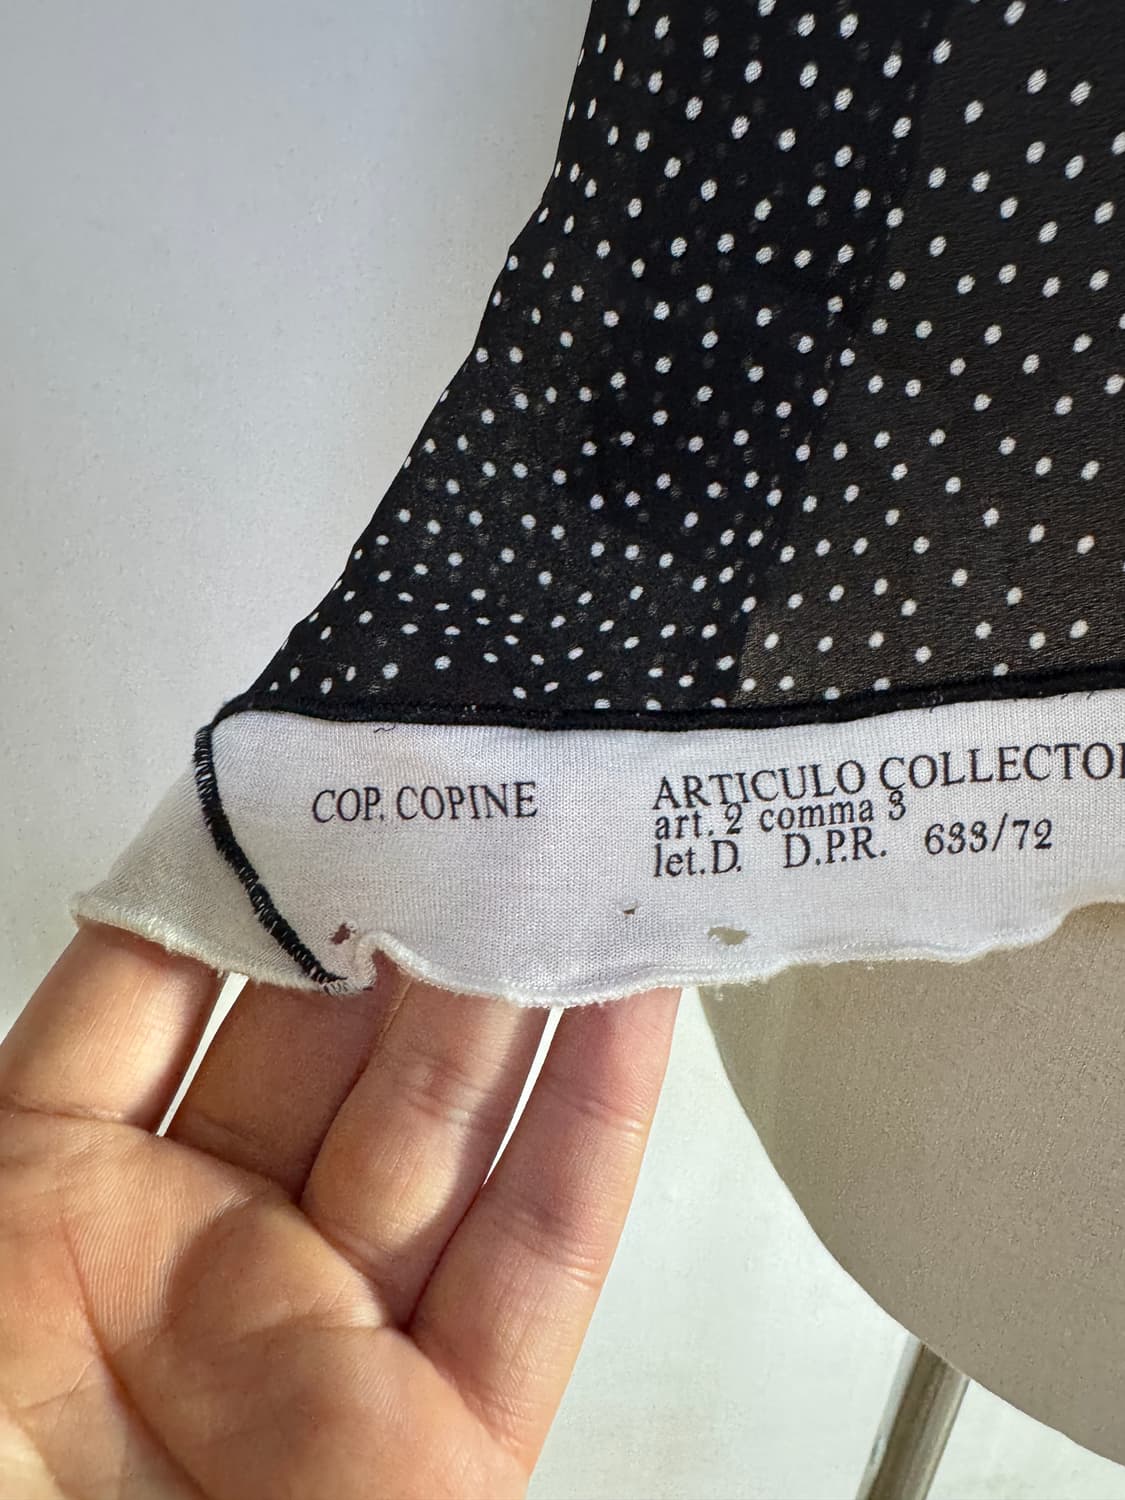 COP. COPINE
ARTICULO COLLECTO
art. 2 comma 3
let.D. D.P.R. 633/72